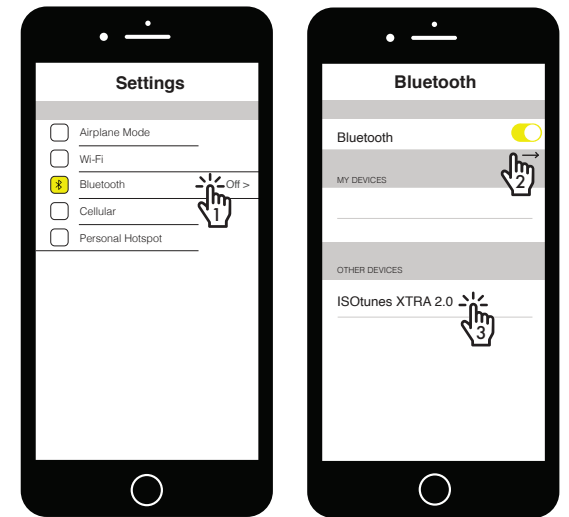 Settings
Airplane Mode
Wi-Fi
Bluetooth
Off >
1
Cellular
Personal Hotspot
Bluetooth
Bluetooth
2
MY DEVICES
OTHER DEVICES
ISOtunes XTRA 2.0
3